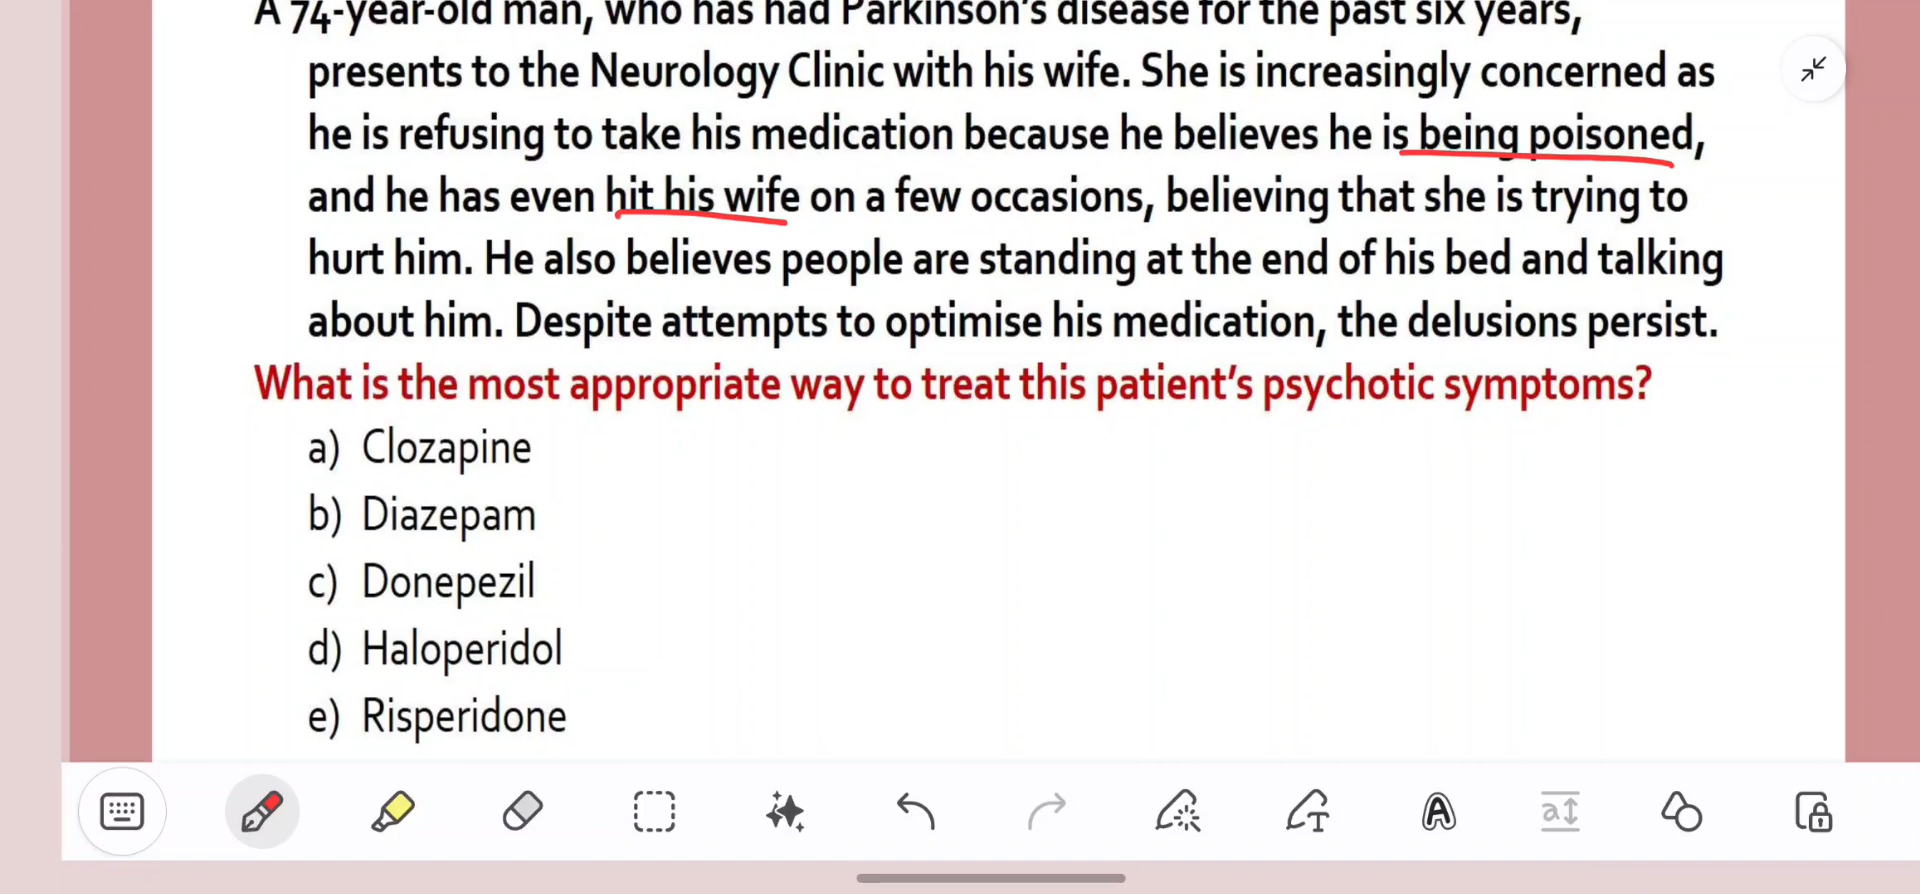 A 74-year-old man, who has had Parkinson's disease for the past six years,
presents to the Neurology Clinic with his wife. She is increasingly concerned as
he is refusing to take his medication because he believes he is being poisoned,
and he has even hit his wife on a few occasions, believing that she is trying to
hurt him. He also believes people are standing at the end of his bed and talking
about him. Despite attempts to optimise his medication, the delusions persist.
What is the most appropriate way to treat this patient's psychotic symptoms?
a) Clozapine
b) Diazepam
c) Donepezil
d) Haloperidol
e) Risperidone